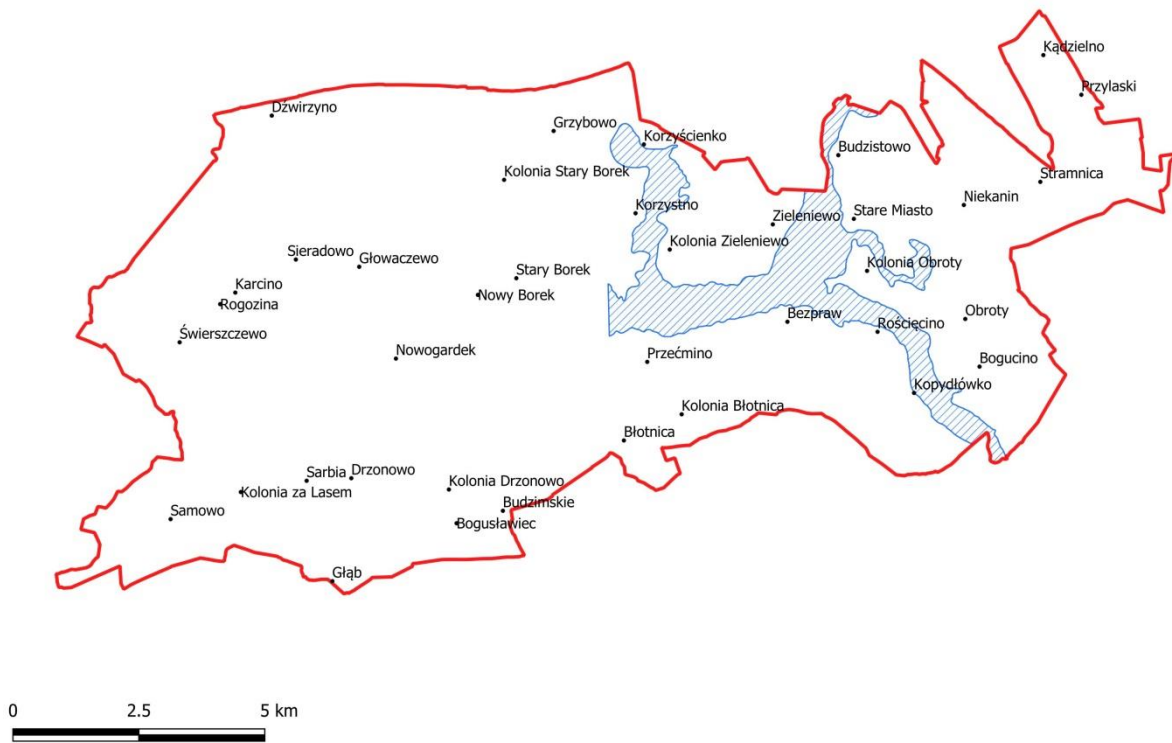 Kądzielno
Przylaski
Dźwirzyno
Grzybowo
Korzyścienko
Budzistowo
Kolonia Stary Borek
Stramnica
Niekanin
Korzystno
Zieleniewo
Stare Miasto
Kolonia Zieleniewo
Sieradowo
Głowaczewo
Kolonia Obroty
Stary Borek
Karcino
Nowy Borek
Rogozina
Bezpraw
Obroty
Rościęcino
Świerszczewo
Nowogardek
Przećmino
Bogucino
Kopydłówko
Kolonia Błotnica
Błotnica
Sarbia
Drzonowo
Kolonia Drzonowo
Kolonia za Lasem
Budzimskie
Samowo
Bogusławiec
Głąb
0 2.5 5 km